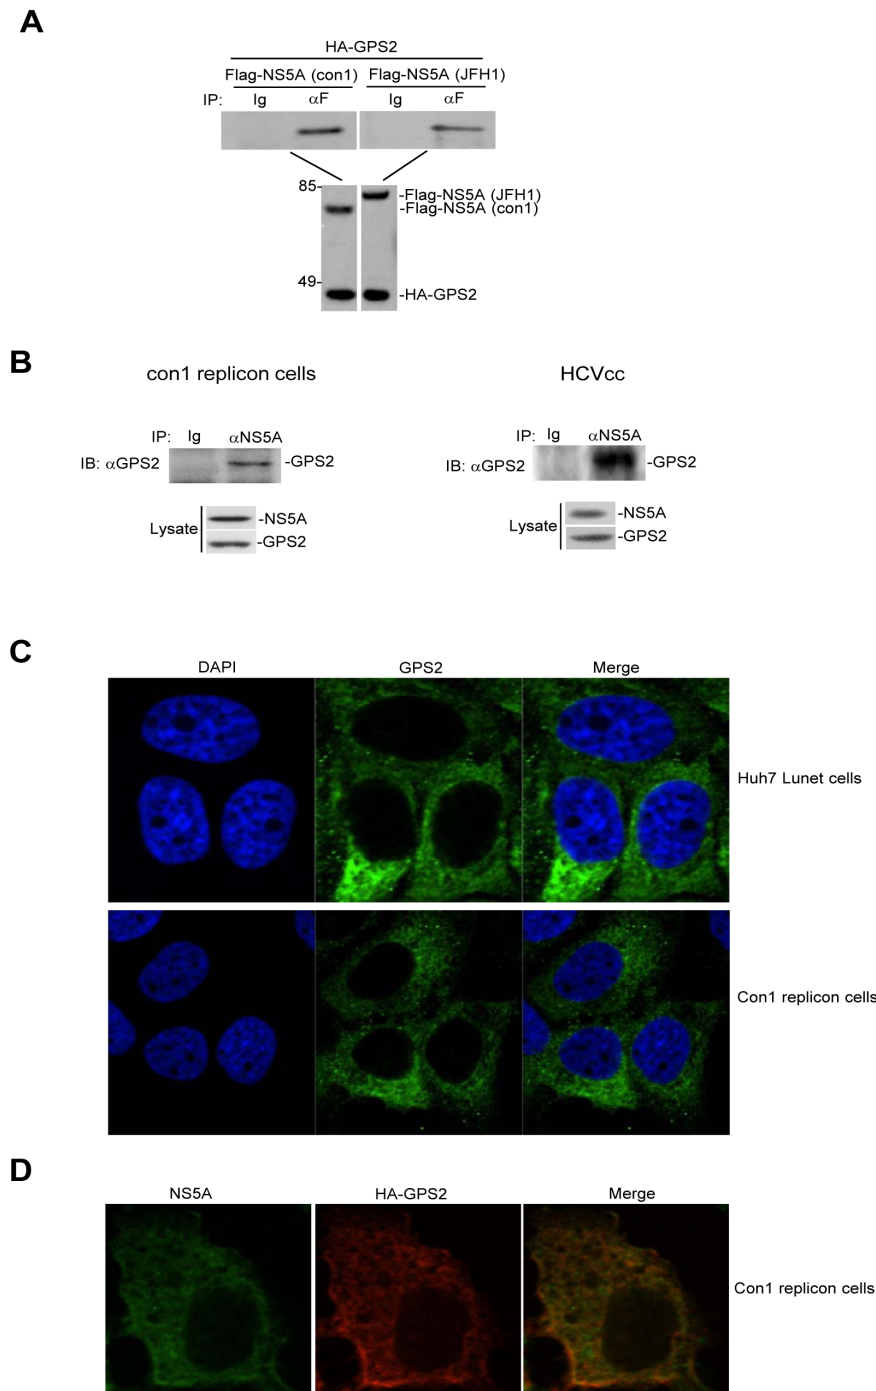 A
HA-GPS2
Flag-NS5A (con1) Flag-NS5A (JFH1)
IP: Ig αF Ig αF
85-
-Flag-NS5A (JFH1)
-Flag-NS5A (con1)
49-
-HA-GPS2
B
con1 replicon cells
IP: Ig αNS5A
IB: αGPS2 -GPS2
Lysate
-NS5A
-GPS2
HCVcc
IP: Ig αNS5A
IB: αGPS2 -GPS2
Lysate
-NS5A
-GPS2
C
DAPI GPS2 Merge
Huh7 Lunet cells
Con1 replicon cells
D
NS5A HA-GPS2 Merge
Con1 replicon cells